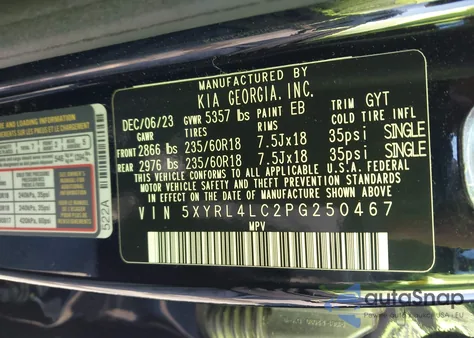 MANUFACTURED BY
KIA GEORGIA, INC.
DEC/06/23 GVWR 5357 lbs PAINT EB TRIM GYT
GAWR TIRES RIMS COLD TIRE INFL
FRONT 2866 lbs 235/60R18 7.5Jx18 35psi SINGLE
REAR 2976 lbs 235/60R18 7.5Jx18 35psi SINGLE
THIS VEHICLE CONFORMS TO ALL APPLICABLE U.S.A. FEDERAL
MOTOR VEHICLE SAFETY AND THEFT PREVENTION STANDARDS
IN EFFECT ON THE DATE OF MANUFACTURE SHOWN ABOVE
VIN 5XYRL4LC2PG250467
MPV
AND LOADING INFORMATION
522A
autoSnap